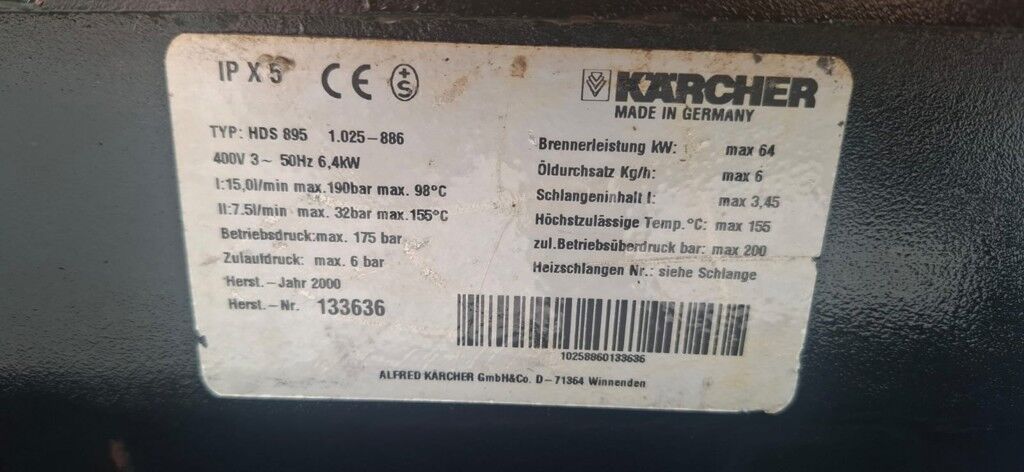 IP X 5 CE +S
KÄRCHER
MADE IN GERMANY
TYP: HDS 895 1.025-886
400V 3~ 50Hz 6,4kW
I:15,0l/min max.190bar max. 98°C
II:7.5l/min max. 32bar max.155°C
Betriebsdruck:max. 175 bar
Zulaufdruck: max. 6 bar
Herst.-Jahr 2000
Herst.-Nr. 133636
Brennerleistung kW: max 64
Öldurchsatz Kg/h: max 6
Schlangeninhalt l: max 3,45
Höchstzulässige Temp.°C: max 155
zul.Betriebsüberdruck bar: max 200
Heizschlangen Nr.: siehe Schlange
10258860133636
ALFRED KÄRCHER GmbH&Co. D-71364 Winnenden